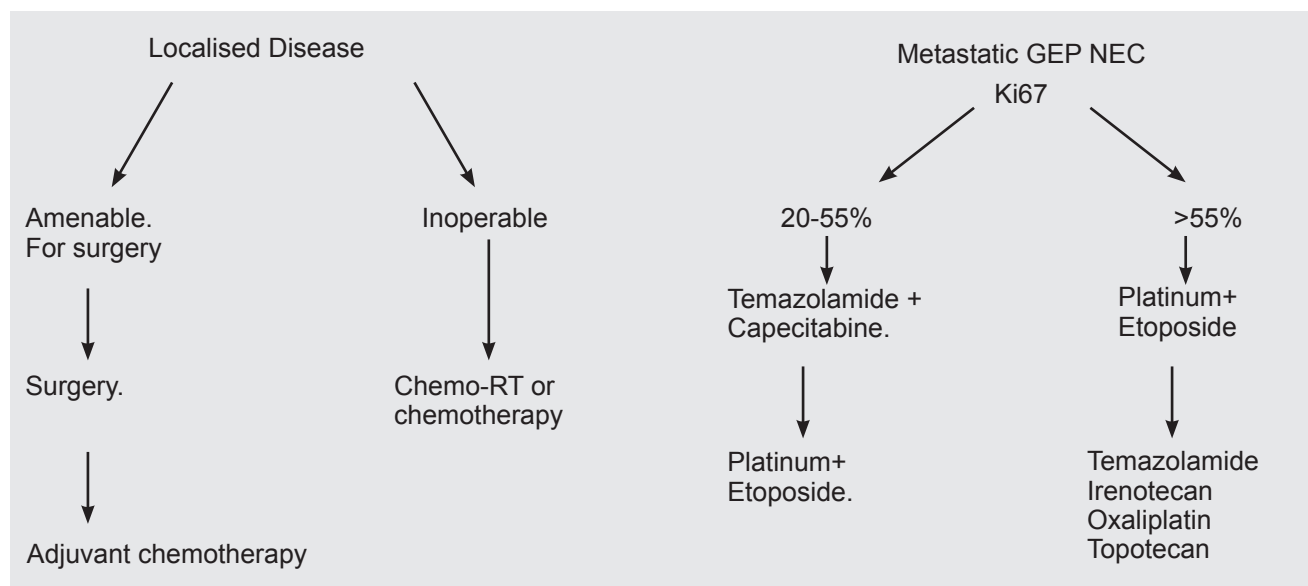 Localised Disease
Amenable.
For surgery
Inoperable
Surgery.
Chemo-RT or
chemotherapy
Adjuvant chemotherapy
Metastatic GEP NEC
Ki67
20-55%
>55%
Temazolamide +
Capecitabine.
Platinum+
Etoposide
Platinum+
Etoposide.
Temazolamide
Irenotecan
Oxaliplatin
Topotecan